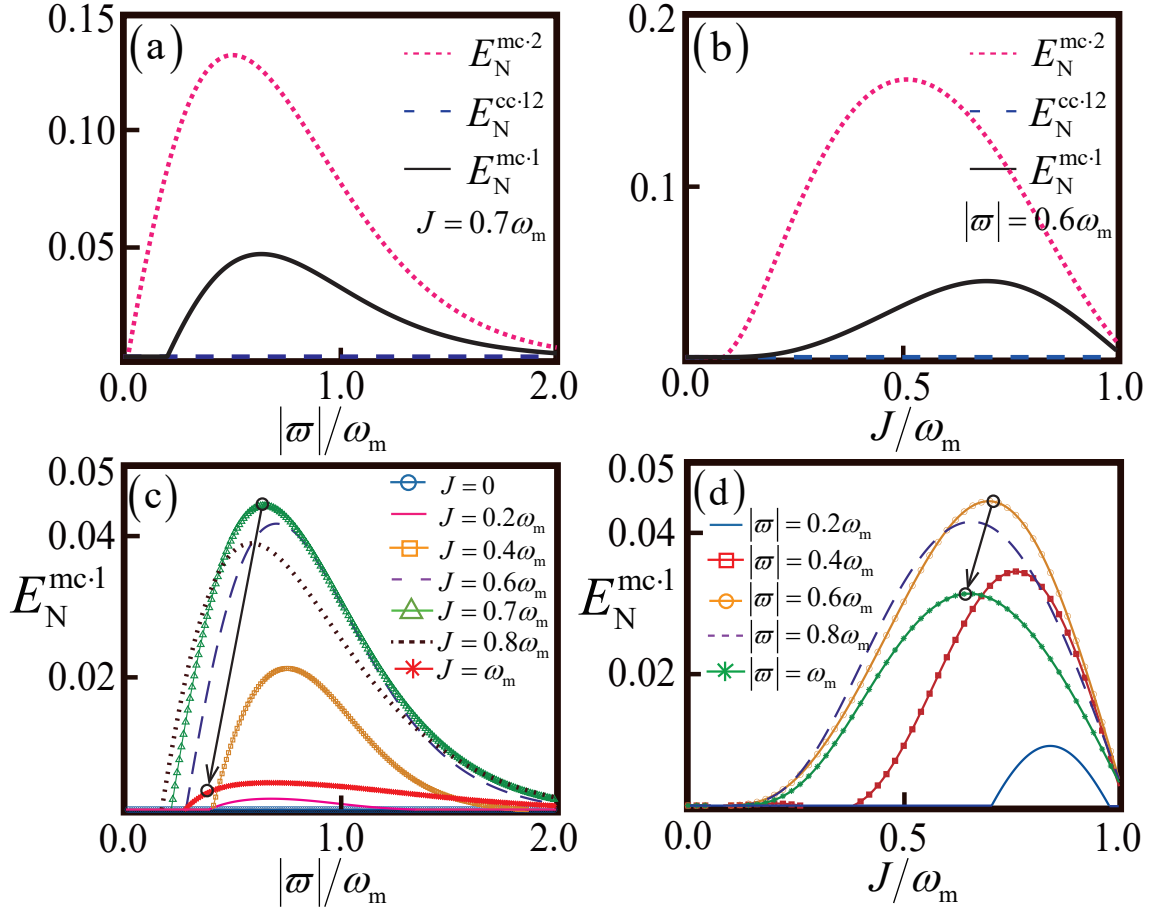 (a)
0.15
0.10
0.05
0.0
1.0
2.0
|ϖ|/ω_m
E_N^{mc·2}
E_N^{cc·12}
E_N^{mc·1}
J = 0.7ω_m
(b)
0.2
0.1
0.0
0.5
1.0
J/ω_m
E_N^{mc·2}
E_N^{cc·12}
E_N^{mc·1}
|ϖ| = 0.6ω_m
(c)
0.05
0.04
0.02
E_N^{mc·1}
0.0
1.0
2.0
|ϖ|/ω_m
J = 0
J = 0.2ω_m
J = 0.4ω_m
J = 0.6ω_m
J = 0.7ω_m
J = 0.8ω_m
J = ω_m
(d)
0.05
0.04
0.02
E_N^{mc·1}
0.0
0.5
1.0
J/ω_m
|ϖ| = 0.2ω_m
|ϖ| = 0.4ω_m
|ϖ| = 0.6ω_m
|ϖ| = 0.8ω_m
|ϖ| = ω_m